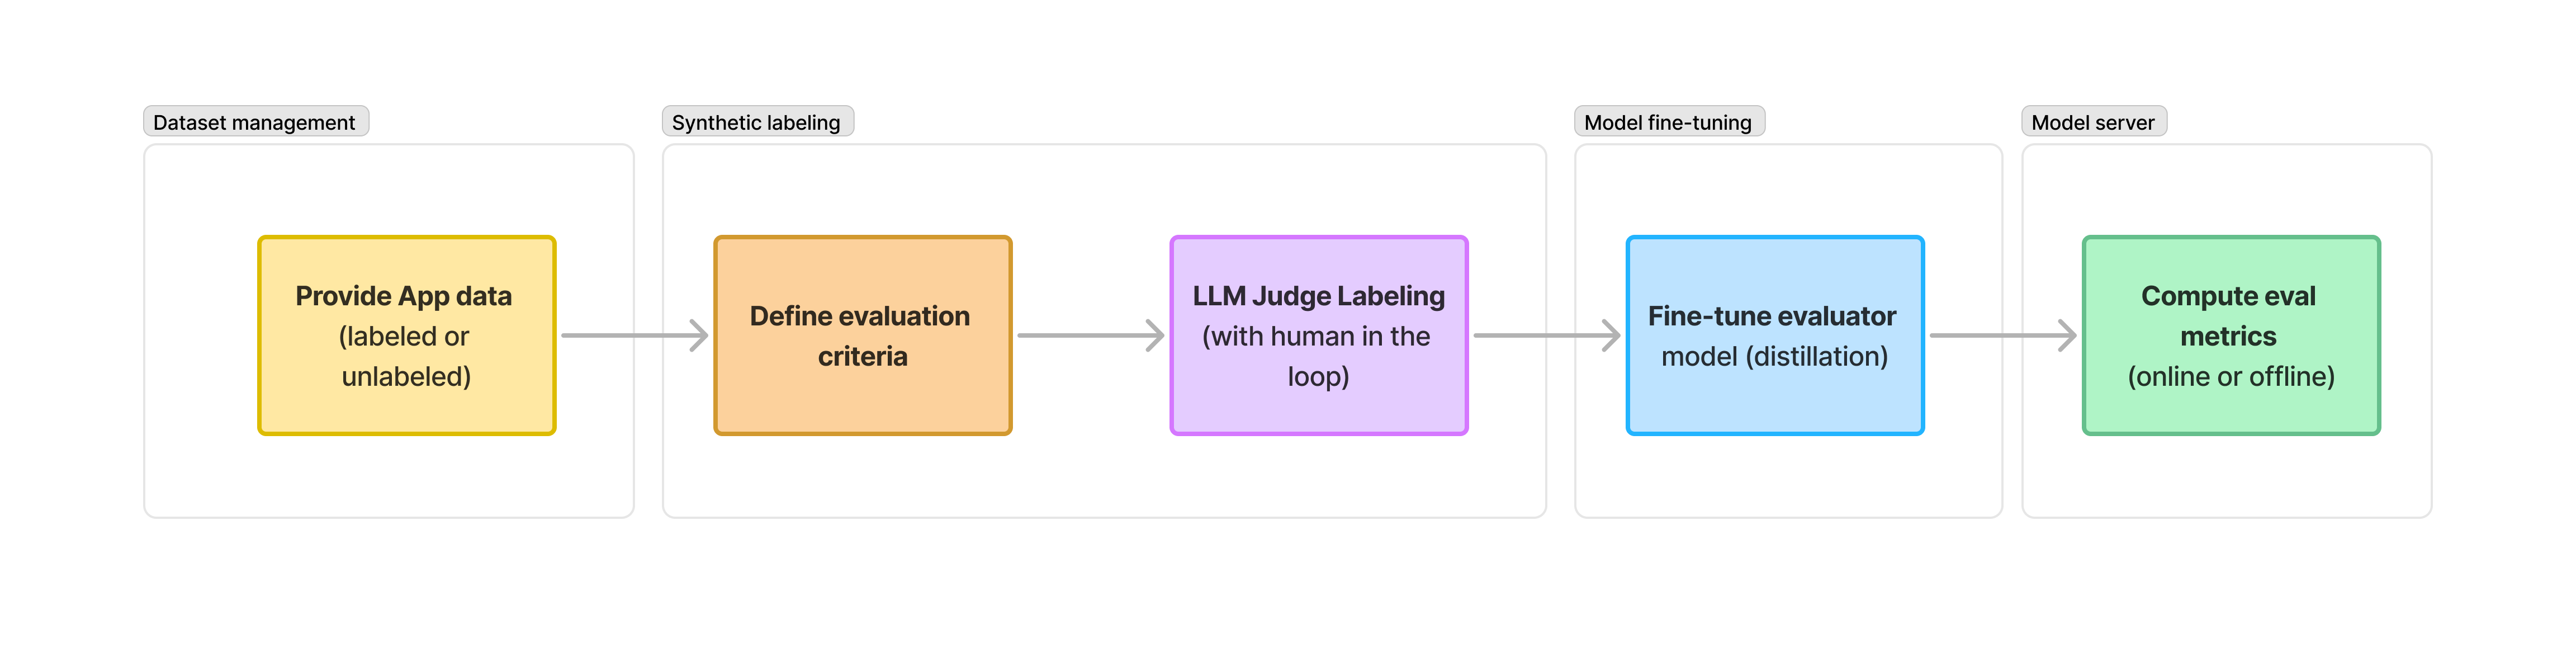 Dataset management
Synthetic labeling
Model fine-tuning
Model server
Provide App data
(labeled or
unlabeled)
Define evaluation
criteria
LLM Judge Labeling
(with human in the
loop)
Fine-tune evaluator
model (distillation)
Compute eval
metrics
(online or offline)